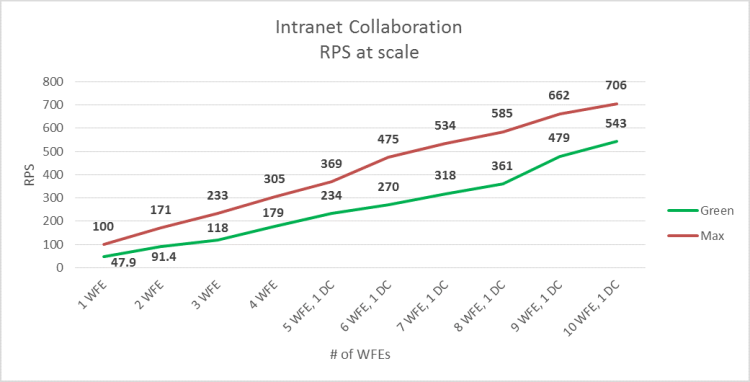 Intranet Collaboration
RPS at scale
800
700
600
500
400
300
200
100
0
RPS
100
171
233
305
369
475
534
585
662
706
47.9
91.4
118
179
234
270
318
361
479
543
1 WFE
2 WFE
3 WFE
4 WFE
5 WFE, 1 DC
6 WFE, 1 DC
7 WFE, 1 DC
8 WFE, 1 DC
9 WFE, 1 DC
10 WFE, 1 DC
# of WFEs
Green
Max